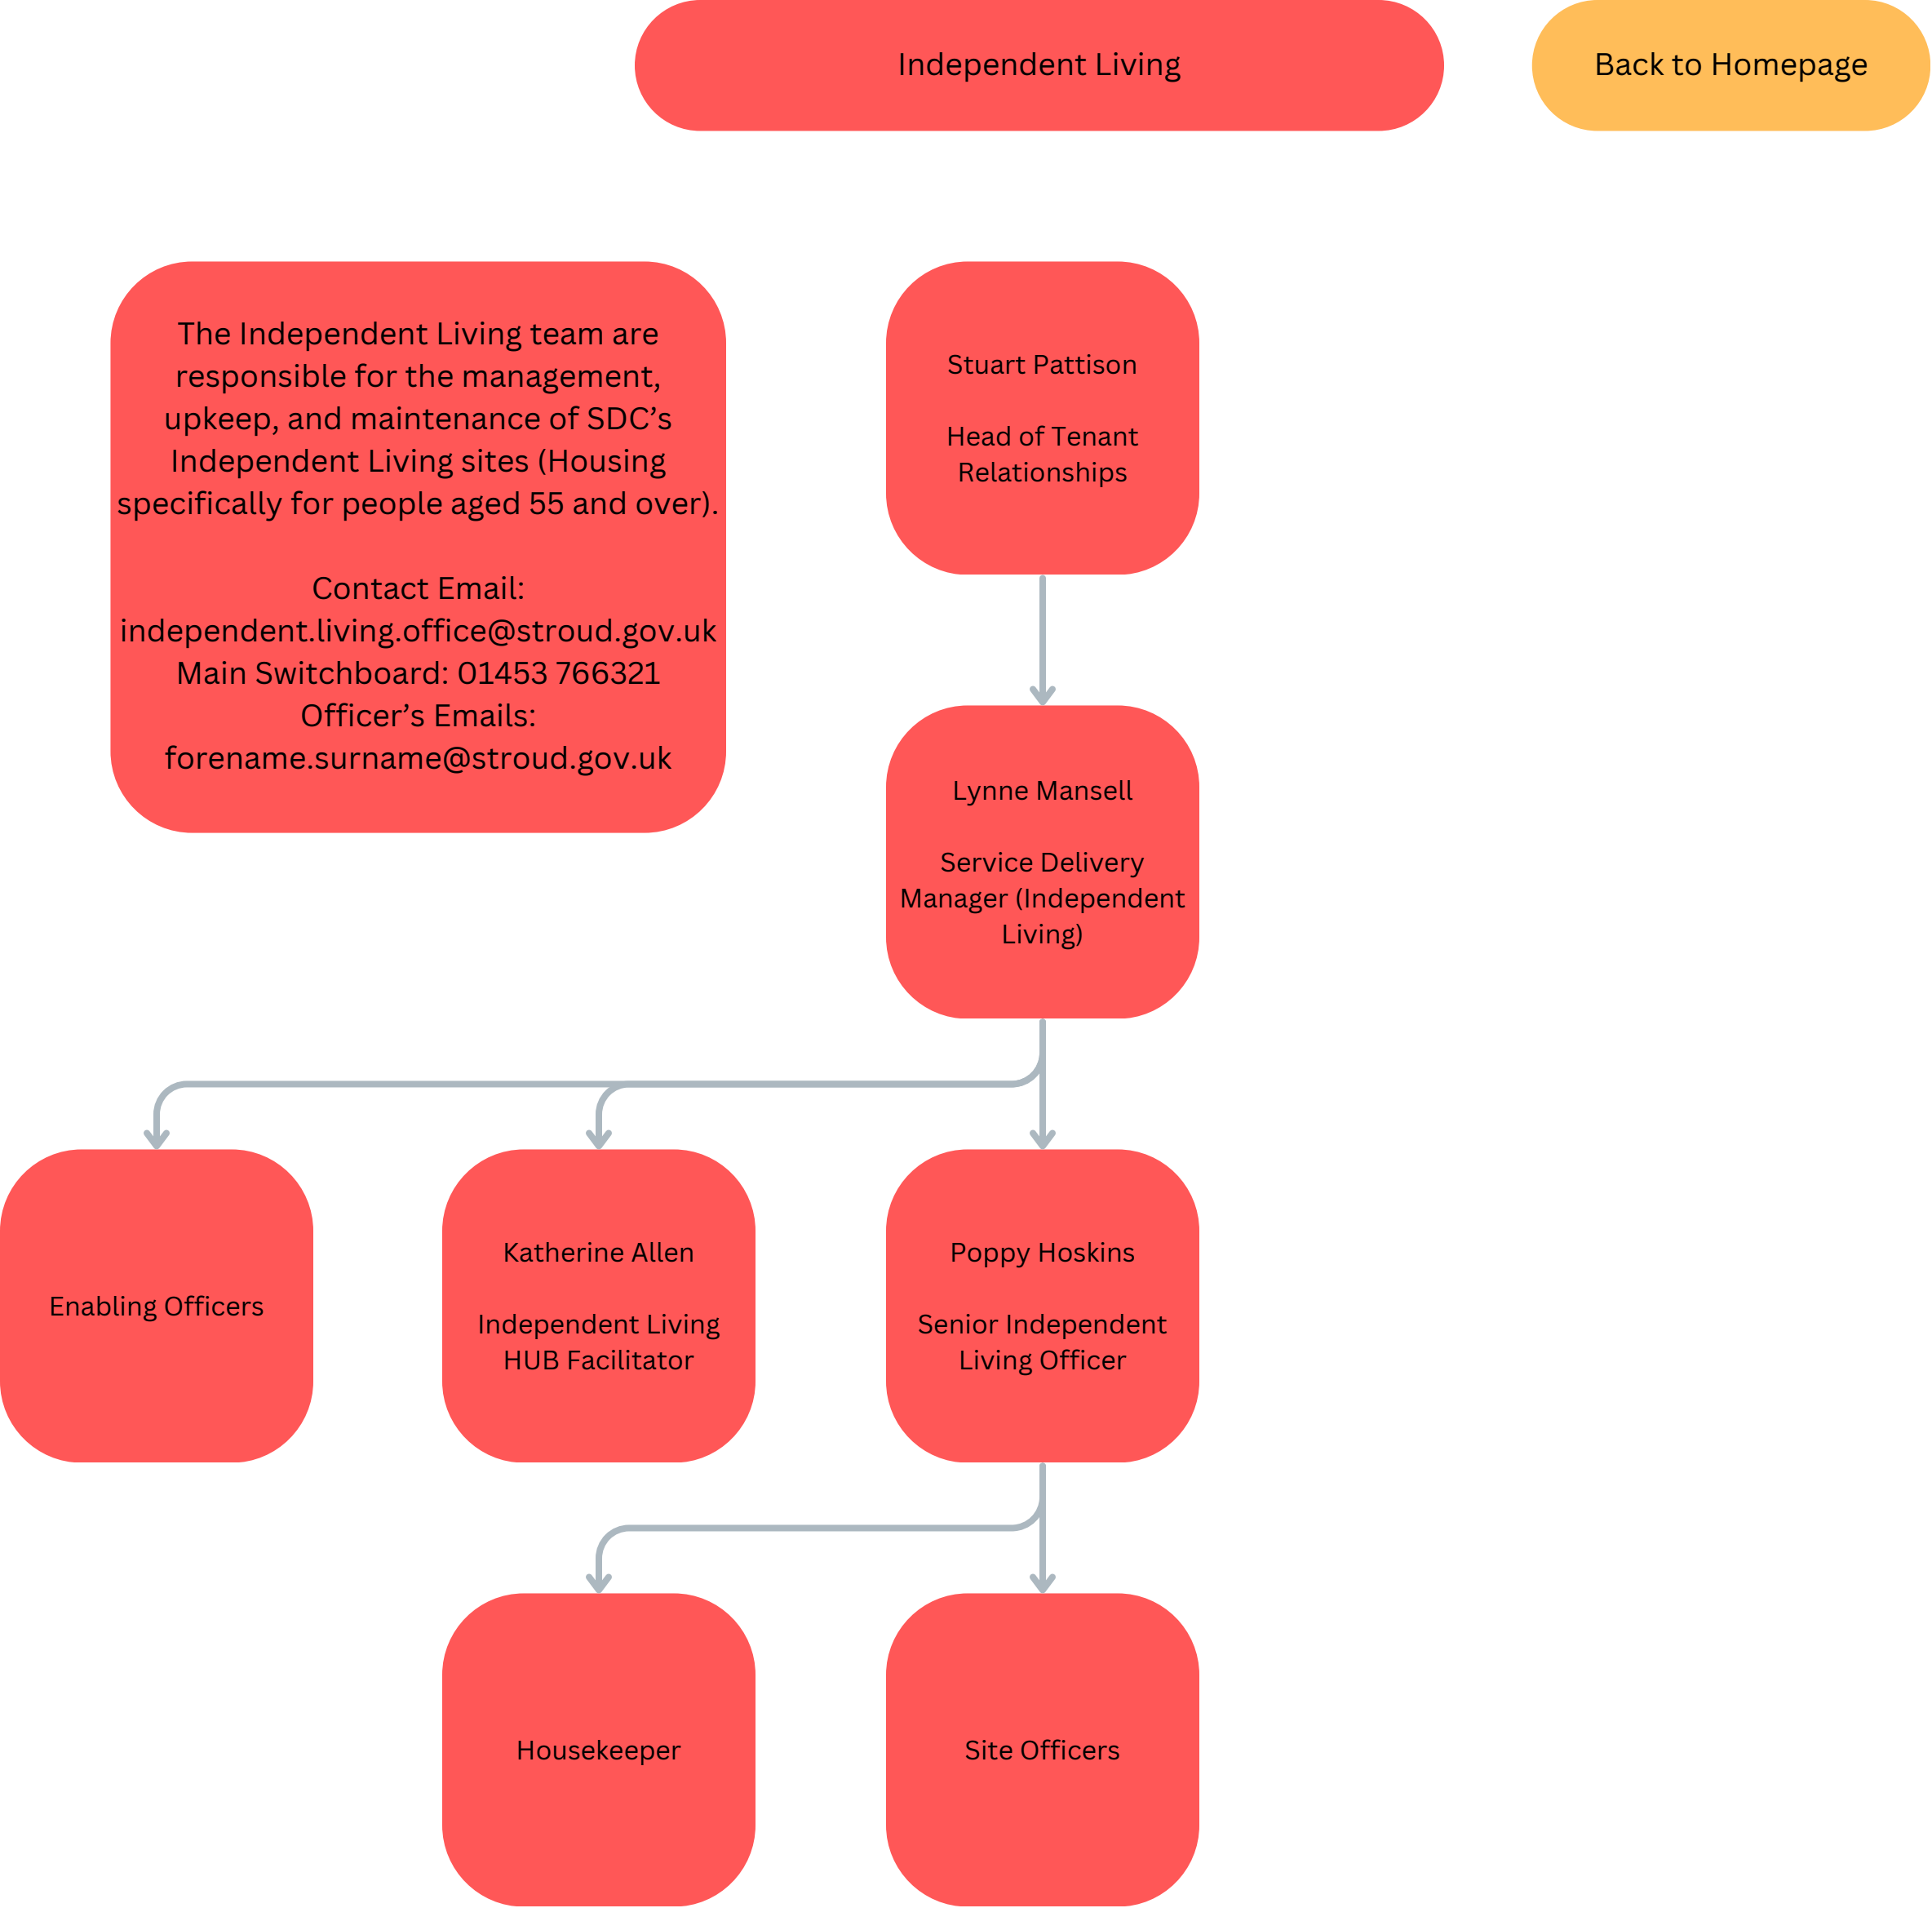 Independent Living
Back to Homepage
The Independent Living team are
responsible for the management,
upkeep, and maintenance of SDC’s
Independent Living sites (Housing
specifically for people aged 55 and over).
Contact Email:
independent.living.office@stroud.gov.uk
Main Switchboard: 01453 766321
Officer’s Emails:
forename.surname@stroud.gov.uk
Stuart Pattison
Head of Tenant
Relationships
Lynne Mansell
Service Delivery
Manager (Independent
Living)
Enabling Officers
Katherine Allen
Independent Living
HUB Facilitator
Poppy Hoskins
Senior Independent
Living Officer
Housekeeper
Site Officers